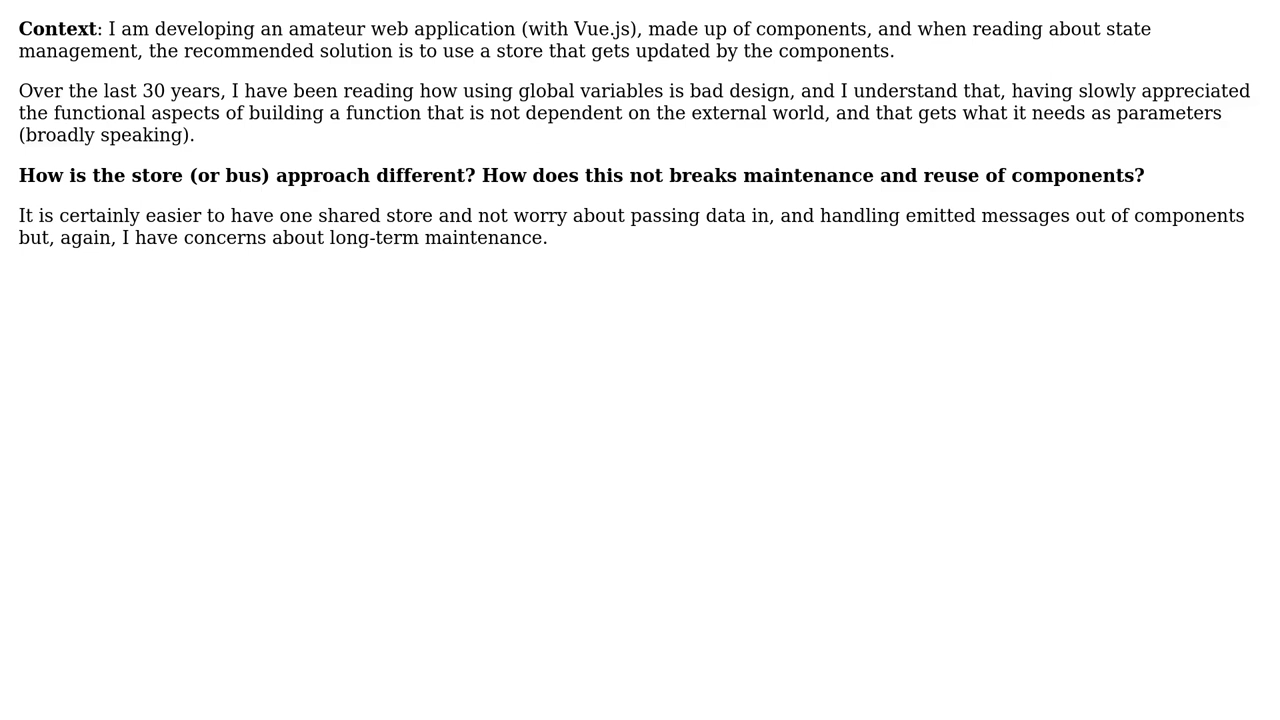 Context: I am developing an amateur web application (with Vue.js), made up of components, and when reading about state
management, the recommended solution is to use a store that gets updated by the components.
Over the last 30 years, I have been reading how using global variables is bad design, and I understand that, having slowly appreciated
the functional aspects of building a function that is not dependent on the external world, and that gets what it needs as parameters
(broadly speaking).
How is the store (or bus) approach different? How does this not breaks maintenance and reuse of components?
It is certainly easier to have one shared store and not worry about passing data in, and handling emitted messages out of components
but, again, I have concerns about long-term maintenance.